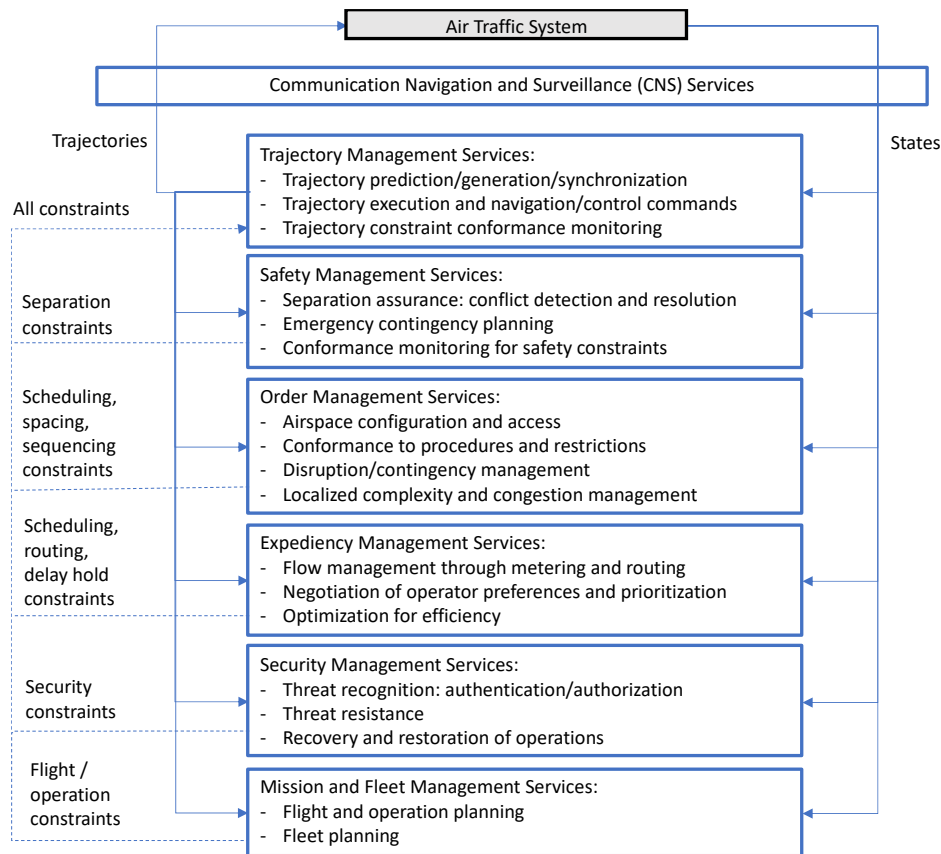 Air Traffic System
Communication Navigation and Surveillance (CNS) Services
Trajectories
States
Trajectory Management Services:
- Trajectory prediction/generation/synchronization
- Trajectory execution and navigation/control commands
- Trajectory constraint conformance monitoring
All constraints
Safety Management Services:
- Separation assurance: conflict detection and resolution
- Emergency contingency planning
- Conformance monitoring for safety constraints
Separation
constraints
Order Management Services:
- Airspace configuration and access
- Conformance to procedures and restrictions
- Disruption/contingency management
- Localized complexity and congestion management
Scheduling,
spacing,
sequencing
constraints
Expediency Management Services:
- Flow management through metering and routing
- Negotiation of operator preferences and prioritization
- Optimization for efficiency
Scheduling,
routing,
delay hold
constraints
Security Management Services:
- Threat recognition: authentication/authorization
- Threat resistance
- Recovery and restoration of operations
Security
constraints
Mission and Fleet Management Services:
- Flight and operation planning
- Fleet planning
Flight /
operation
constraints